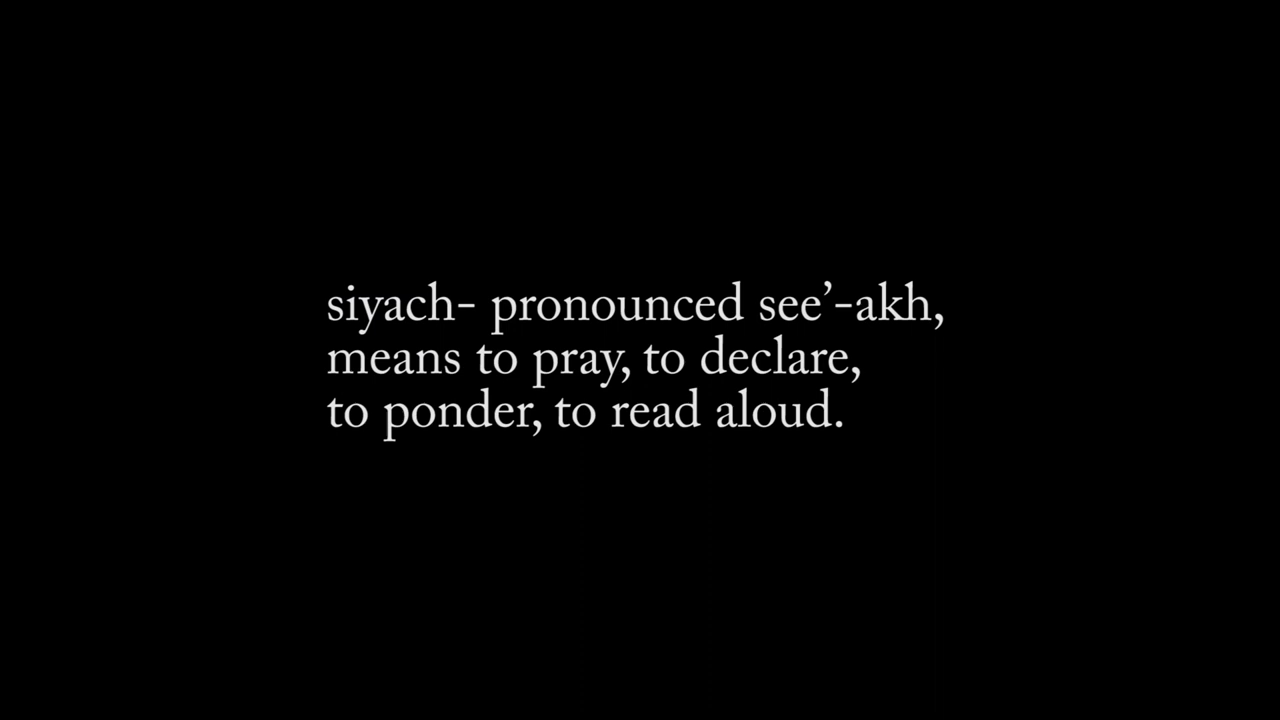 siyach- pronounced see’-akh,
means to pray, to declare,
to ponder, to read aloud.